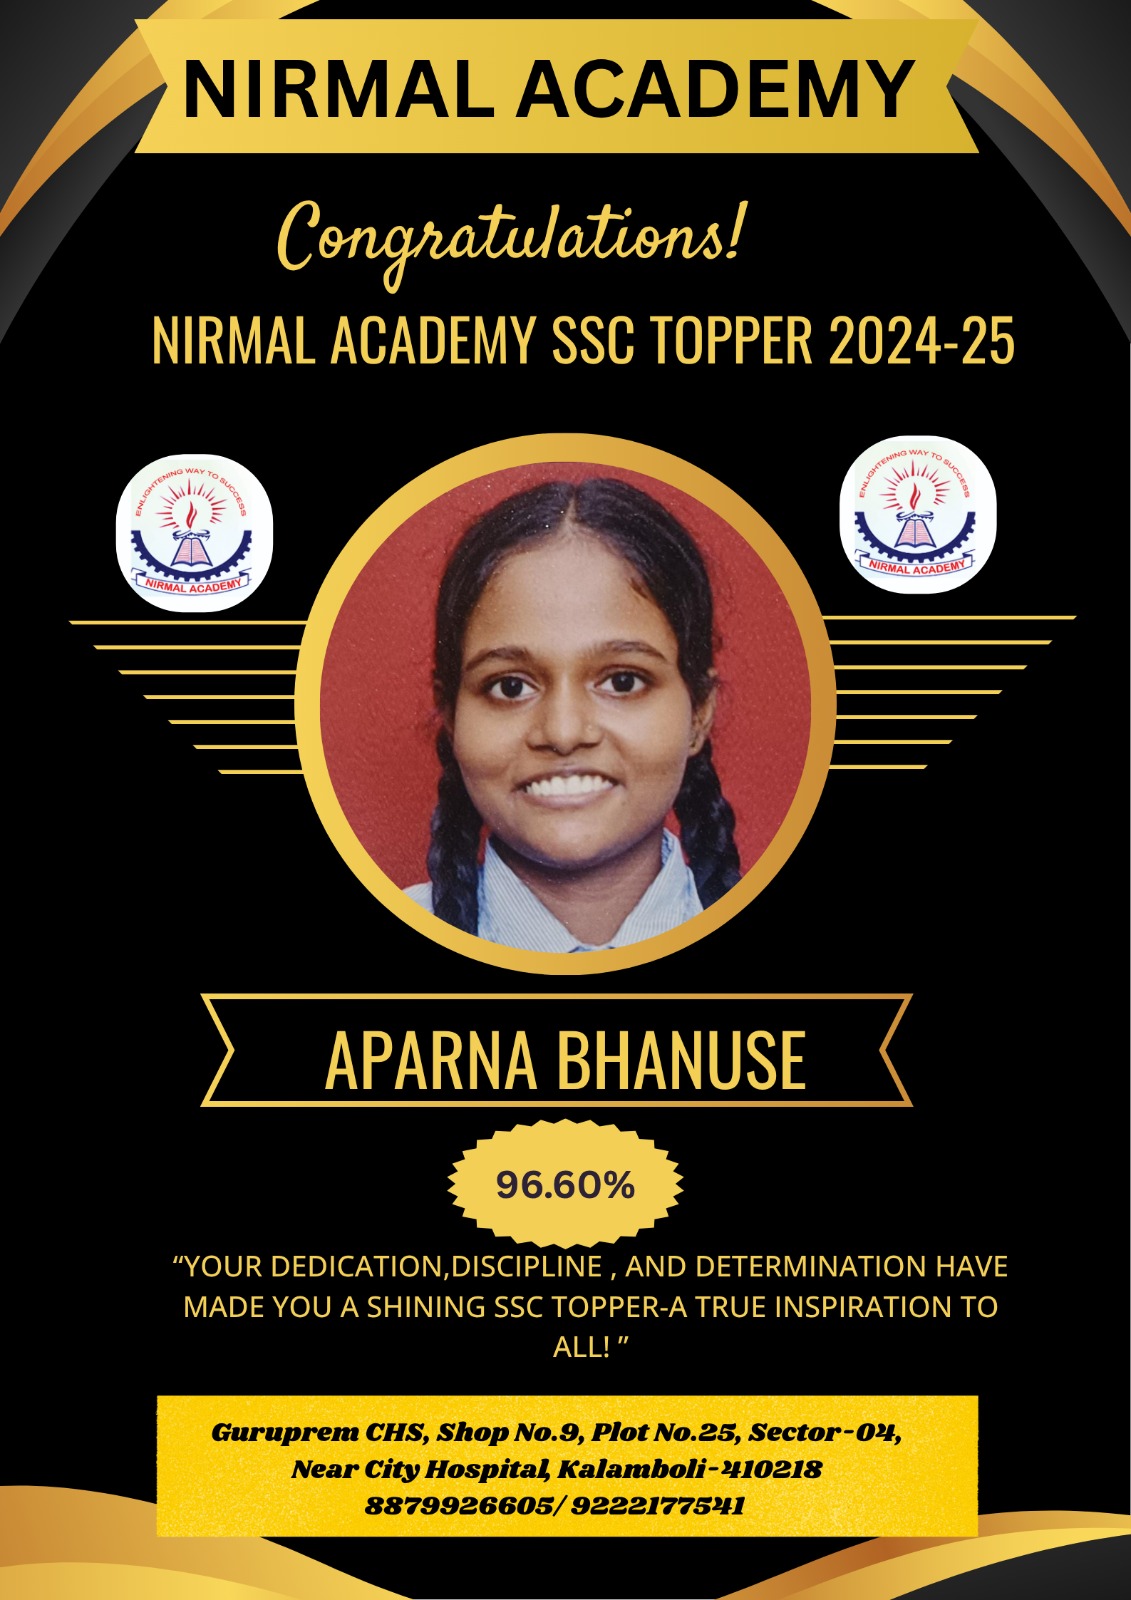 NIRMAL ACADEMY
Congratulations!
NIRMAL ACADEMY SSC TOPPER 2024-25
ENLIGHTENING WAY TO SUCCESS
NIRMAL ACADEMY
ENLIGHTENING WAY TO SUCCESS
NIRMAL ACADEMY
APARNA BHANUSE
96.60%
“YOUR DEDICATION,DISCIPLINE , AND DETERMINATION HAVE
MADE YOU A SHINING SSC TOPPER-A TRUE INSPIRATION TO
ALL! ”
Guruprem CHS, Shop No.9, Plot No.25, Sector-04,
Near City Hospital, Kalamboli-410218
8879926605/ 9222177541